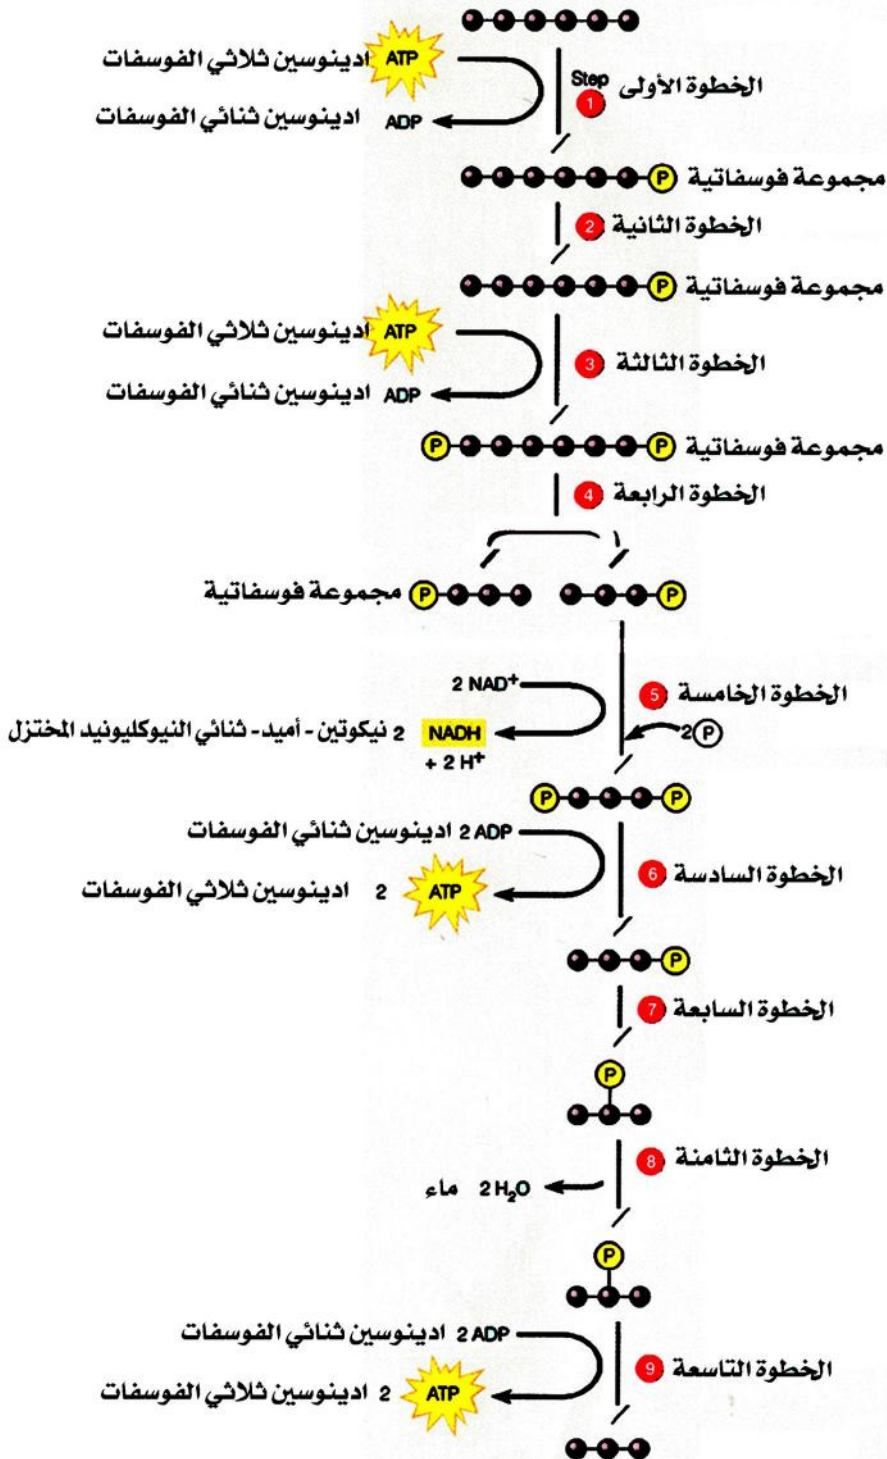 ادينوسين ثلاثي الفوسفات ATP
Step
1 الخطوة الأولى
ادينوسين ثنائي الفوسفات ADP
P مجموعة فوسفاتية
2 الخطوة الثانية
P مجموعة فوسفاتية
ادينوسين ثلاثي الفوسفات ATP
3 الخطوة الثالثة
ادينوسين ثنائي الفوسفات ADP
P P مجموعة فوسفاتية
4 الخطوة الرابعة
مجموعة فوسفاتية P P
2 NAD⁺
5 الخطوة الخامسة
2 نيكوتين - أميد - ثنائي النيوكليونيد المختزل NADH
2 P
+ 2 H⁺
P P
ادينوسين ثنائي الفوسفات 2 ADP
6 الخطوة السادسة
2 ادينوسين ثلاثي الفوسفات ATP
P
7 الخطوة السابعة
P
8 الخطوة الثامنة
ماء 2 H₂O
P
ادينوسين ثنائي الفوسفات 2 ADP
9 الخطوة التاسعة
2 ادينوسين ثلاثي الفوسفات ATP